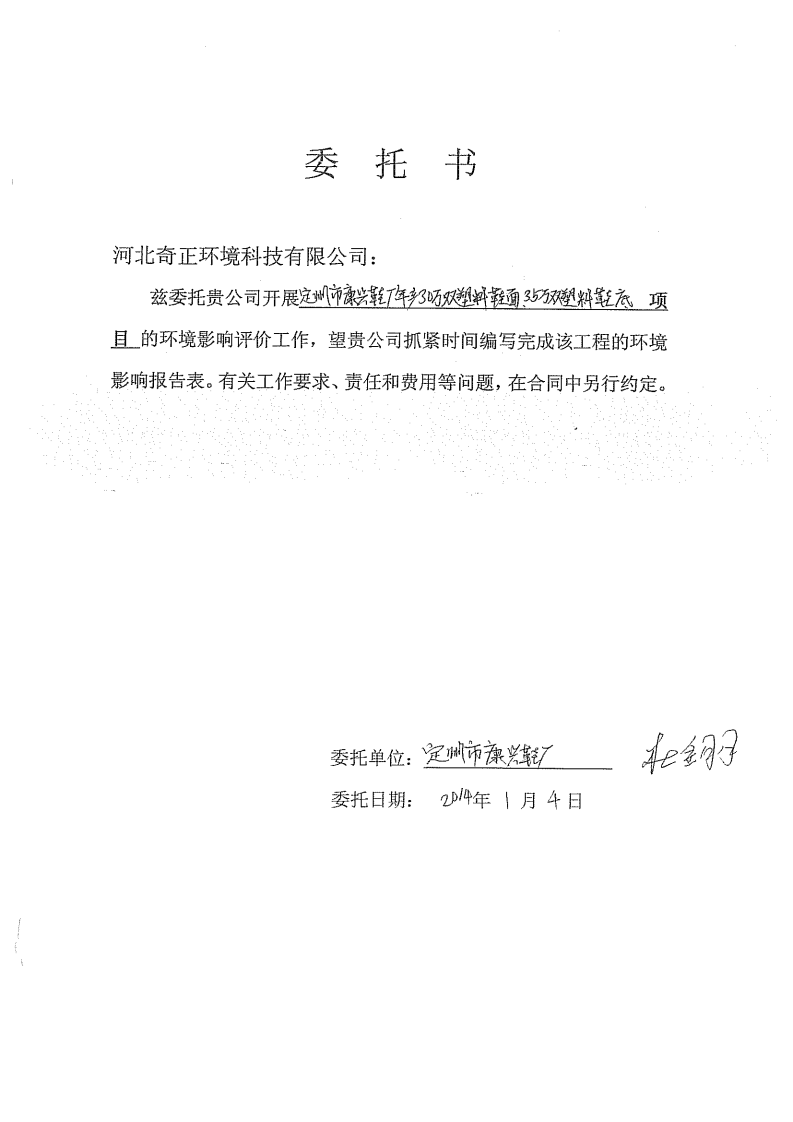 委 托 书
河北奇正环境科技有限公司：
兹委托贵公司开展定州市康兴鞋厂年产30万双塑料鞋面、35万双塑料鞋底 项
目 的环境影响评价工作，望贵公司抓紧时间编写完成该工程的环境
影响报告表。有关工作要求、责任和费用等问题，在合同中另行约定。
委托单位：定州市康兴鞋厂
委托日期： 2014年 1 月 4 日